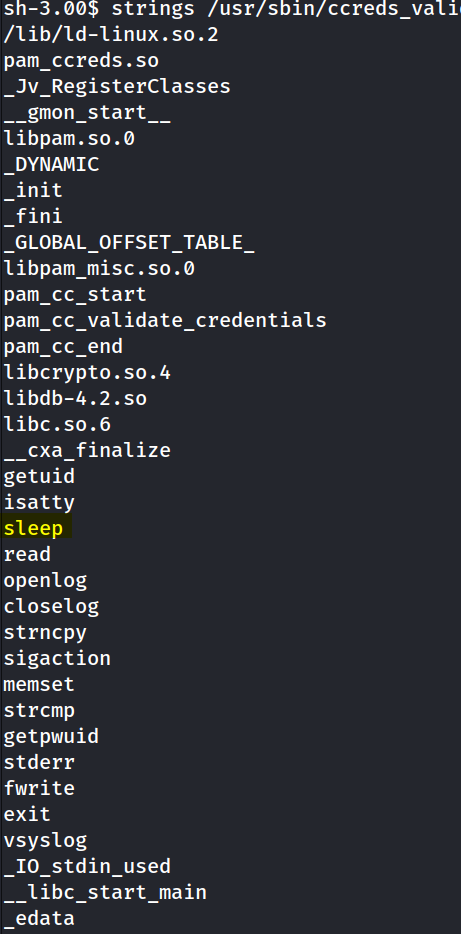 sh-3.00$ strings /usr/sbin/ccreds_vali
/lib/ld-linux.so.2
pam_ccreds.so
_Jv_RegisterClasses
__gmon_start__
libpam.so.0
_DYNAMIC
_init
_fini
_GLOBAL_OFFSET_TABLE_
libpam_misc.so.0
pam_cc_start
pam_cc_validate_credentials
pam_cc_end
libcrypto.so.4
libdb-4.2.so
libc.so.6
__cxa_finalize
getuid
isatty
sleep
read
openlog
closelog
strncpy
sigaction
memset
strcmp
getpwuid
stderr
fwrite
exit
vsyslog
_IO_stdin_used
__libc_start_main
_edata